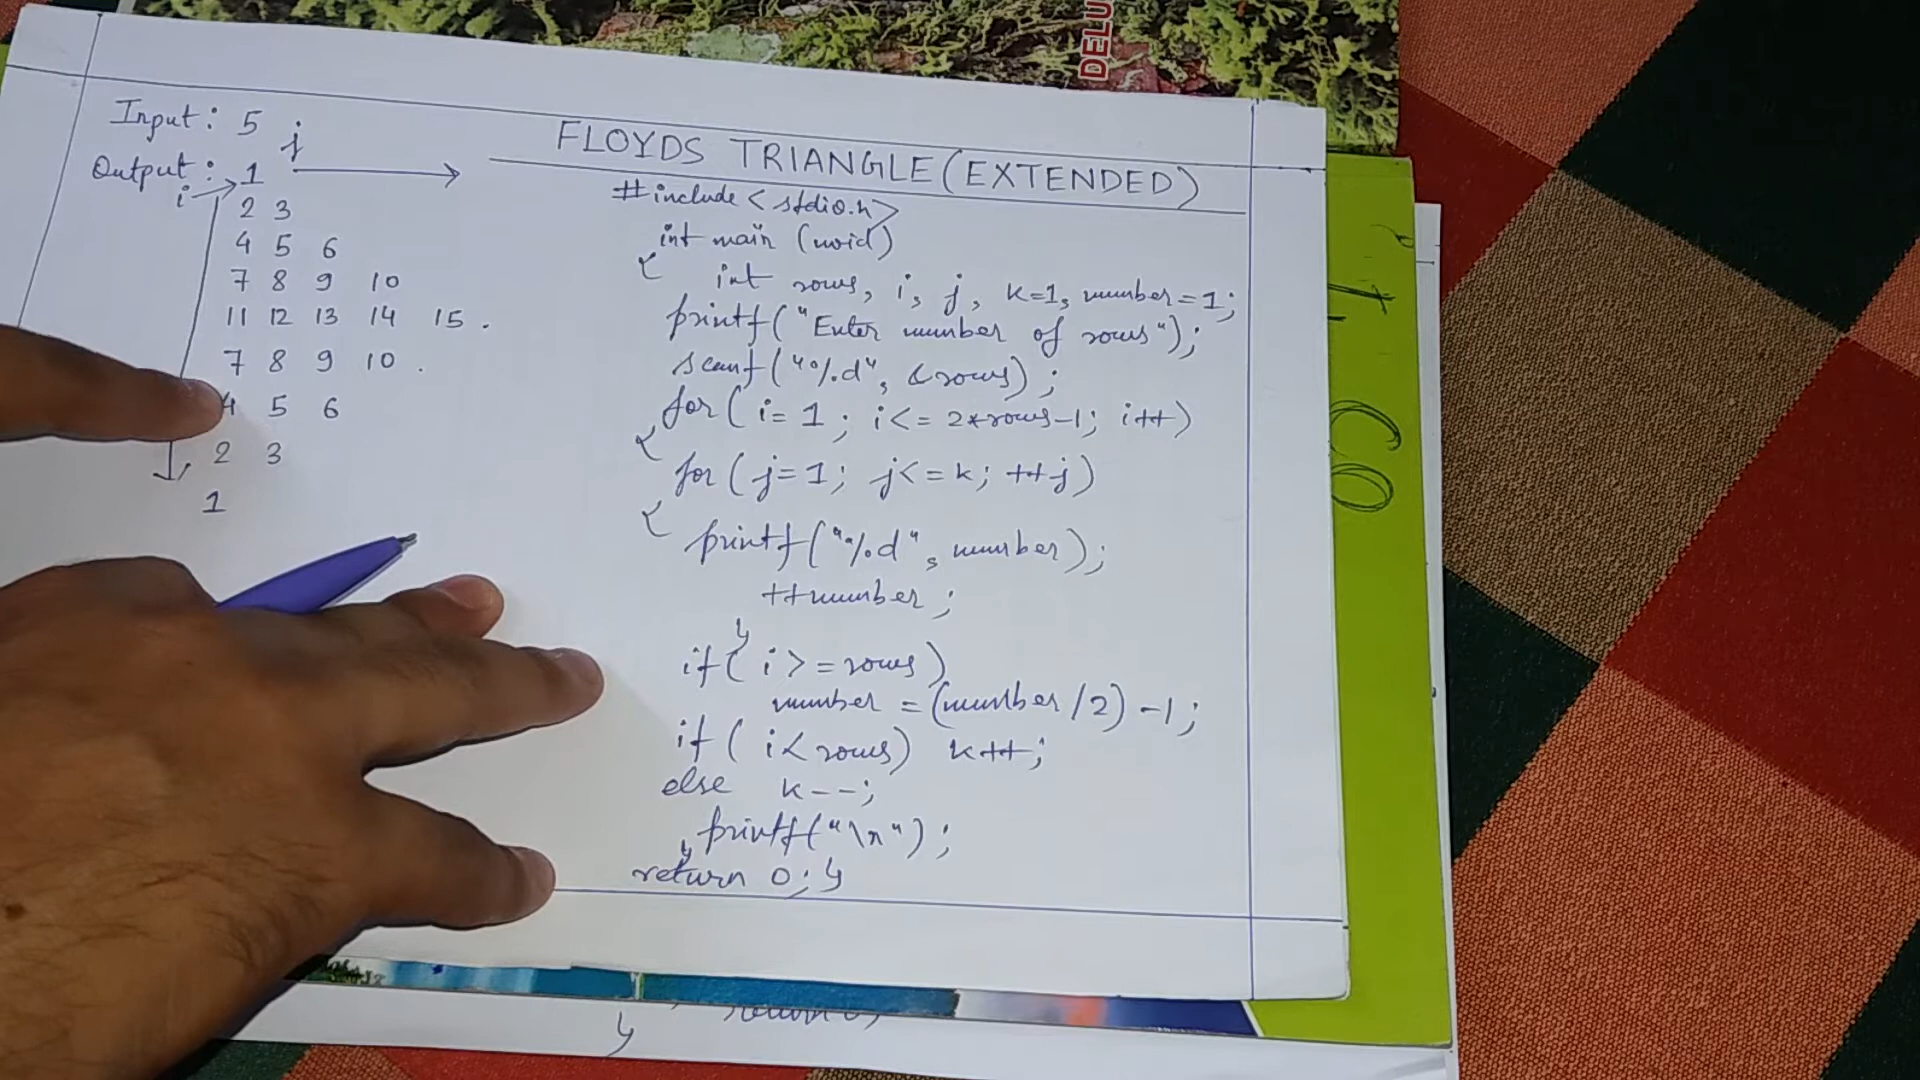 Input: 5
j
Output: 1
i
2 3
4 5 6
7 8 9 10
11 12 13 14 15.
7 8 9 10.
4 5 6
2 3
1
FLOYDS TRIANGLE (EXTENDED)
#include <stdio.h>
int main (void)
{ int rows, i, j, k=1, number=1;
printf("Enter number of rows");
scanf("%d", &rows);
for( i=1; i<=2*rows-1; i++)
{
for (j=1; j<=k; ++j)
{
printf("%d", number);
++number;
}
if( i>=rows)
number = (number/2) -1;
if( i<rows) k++;
else k--;
printf("\n");
}
return 0; }
DELU
return 0;
}